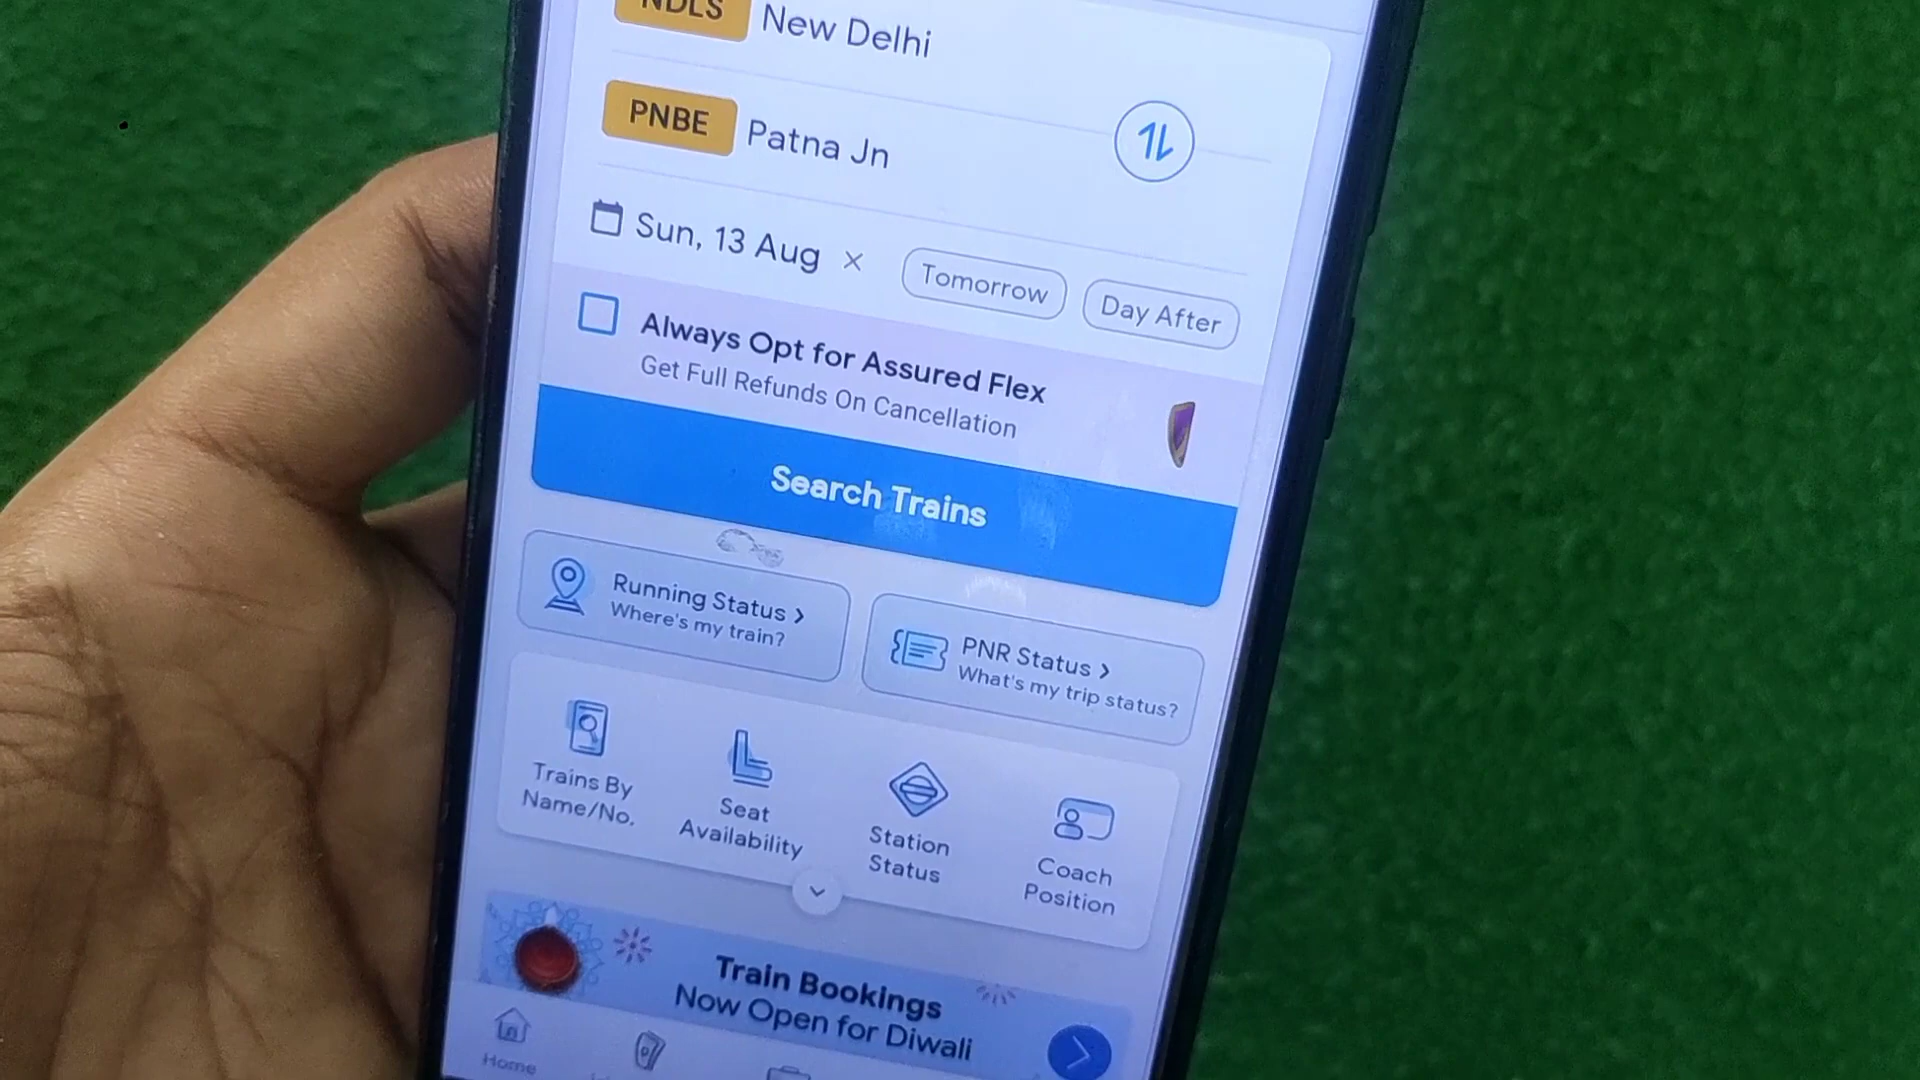 NDLS New Delhi
PNBE Patna Jn
Sun, 13 Aug × Tomorrow Day After
Always Opt for Assured Flex
Get Full Refunds On Cancellation
Search Trains
Running Status >
Where's my train?
PNR Status >
What's my trip status?
Trains By
Name/No.
Seat
Availability
Station
Status
Coach
Position
Train Bookings
Now Open for Diwali
Home